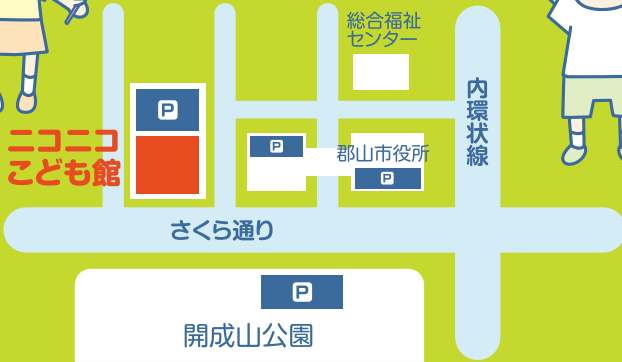 総合福祉
センター
P
内環状線
ニコニコ
こども館
P
郡山市役所
P
さくら通り
P
開成山公園